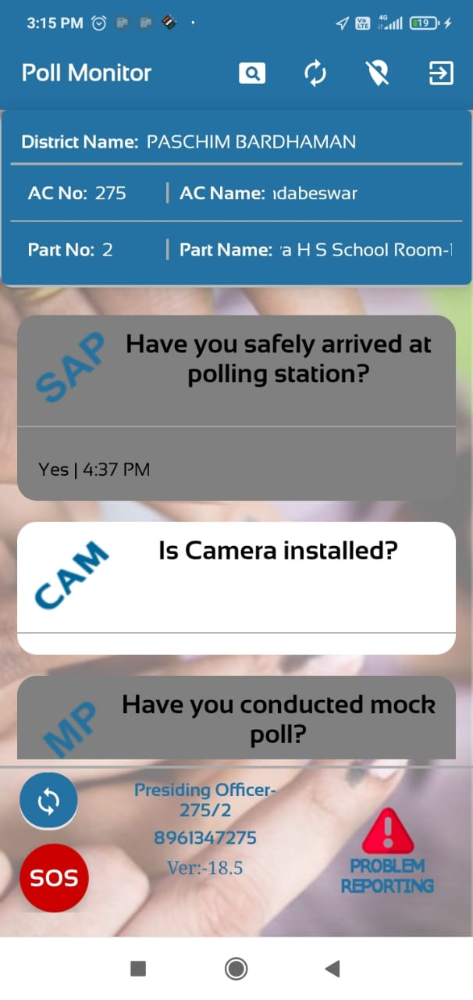 3:15 PM
Vo LTE 4G 19
Poll Monitor
District Name: PASCHIM BARDHAMAN
AC No: 275 | AC Name: ndabeswar
Part No: 2 | Part Name: a H S School Room-1
SAP
Have you safely arrived at
polling station?
Yes | 4:37 PM
CAM
Is Camera installed?
MP
Have you conducted mock
poll?
Presiding Officer-
275/2
8961347275
Ver:-18.5
SOS
PROBLEM
REPORTING